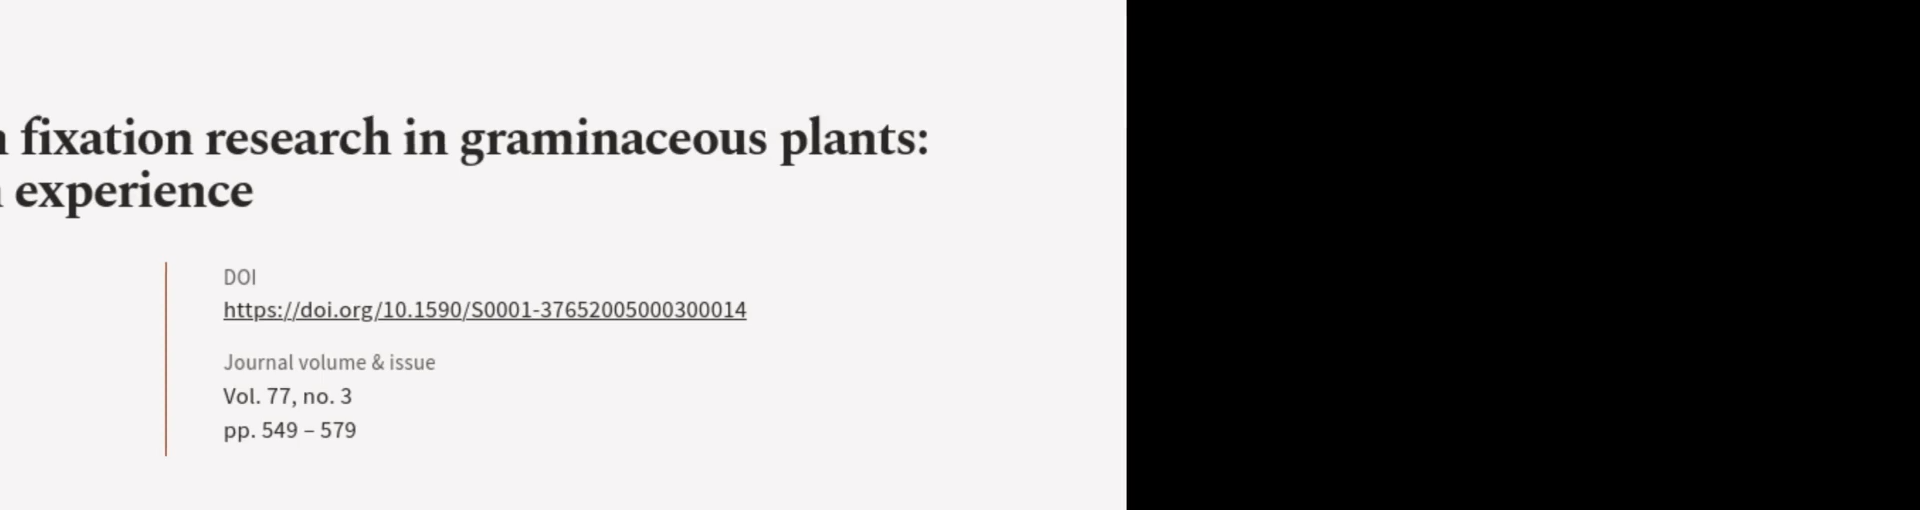 fixation research in graminaceous plants:
experience
DOI
https://doi.org/10.1590/S0001-37652005000300014
Journal volume & issue
Vol. 77, no. 3
pp. 549 – 579